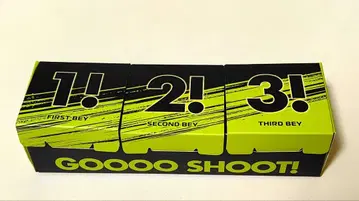 1! 2! 3!
FIRST BEY SECOND BEY THIRD BEY
GOOOO SHOOT!